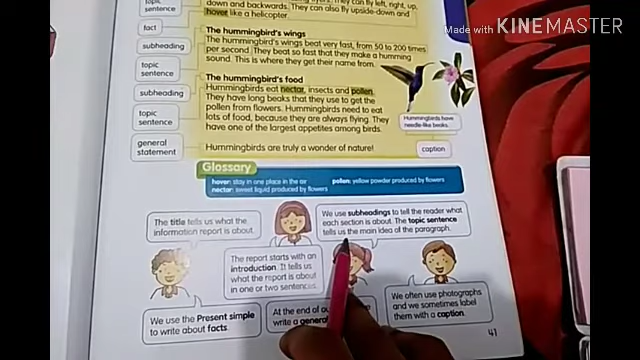 Made with KINEMASTER
topic
sentence
down and backwards. They can also fly upside-down and
hover like a helicopter.
fact
subheading
The hummingbird's wings
The hummingbird's wings beat very fast, from 50 to 200 times
per second. They beat so fast that they make a humming
sound. This is where they get their name from.
topic
sentence
subheading
The hummingbird's food
Hummingbirds eat nectar, insects and pollen.
They have long beaks that they use to get the
pollen from flowers. Hummingbirds need to eat
lots of food, because they are always flying. They
have one of the largest appetites among birds.
topic
sentence
Hummingbirds have
needle-like beaks.
general
statement
Hummingbirds are truly a wonder of nature!
caption
Glossary
hover: stay in one place in the air
nectar: sweet liquid produced by flowers
pollen: yellow powder produced by flowers
The title tells us what the
information report is about.
We use subheadings to tell the reader what
each section is about. The topic sentence
tells us the main idea of the paragraph.
The report starts with an
introduction. It tells us
what the report is about
in one or two sentences.
We use the Present simple
to write about facts.
At the end of ou
write a genera
We often use photographs
and we sometimes label
them with a caption.
41